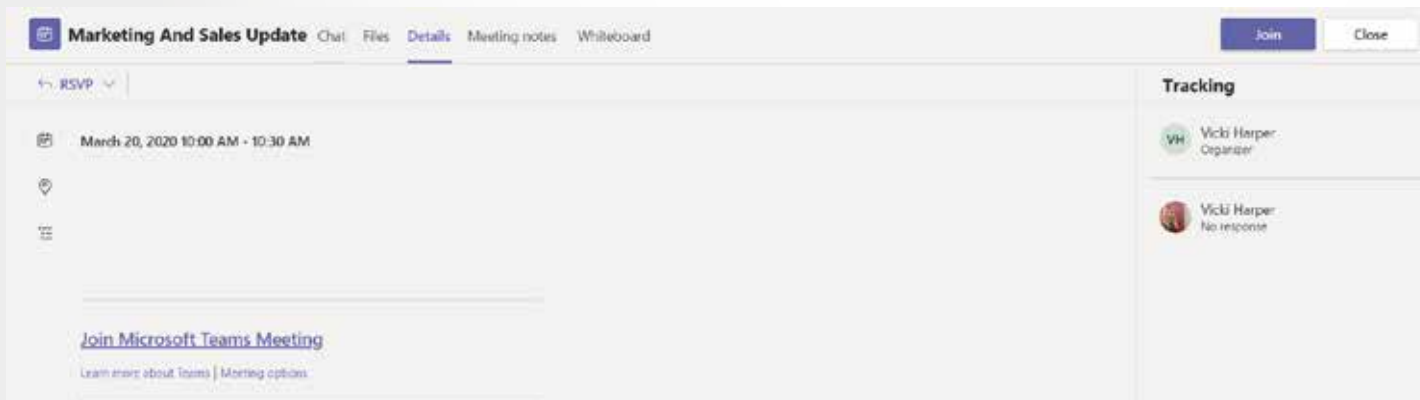 Marketing And Sales Update Chat Files Details Meeting notes Whiteboard Join Close
RSVP
Tracking
March 20, 2020 10:00 AM - 10:30 AM
VH Vicki Harper
Organizer
Vicki Harper
No response
Join Microsoft Teams Meeting
Learn more about Teams | Meeting options